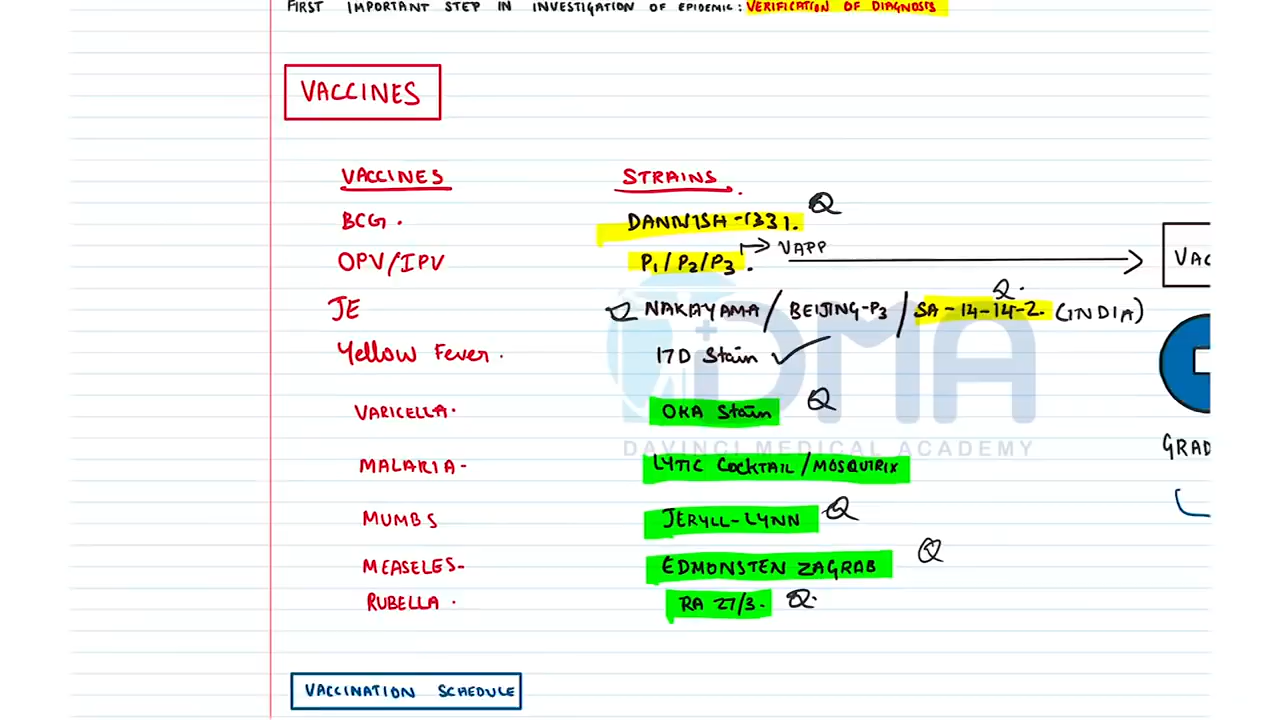 FIRST IMPORTANT STEP IN INVESTIGATION OF EPIDEMIC: VERIFICATION OF DIAGNOSIS
VACCINES
VACCINES STRAINS
BCG. DANNISH-1331. Q
OPV/IPV P1/P2/P3. → VAPP
VAC
JE NAKAYAMA / BEIJING-P3 / SA-14-14-2. (INDIA) Q
Yellow Fever. 17D Stain ✓
VARICELLA. OKA Stain Q
DMA
DAVINCI MEDICAL ACADEMY
GRAD
MALARIA- LYTIC COCKTAIL/MOSQUIRIX
MUMBS JERYLL-LYNN Q
MEASELES- EDMONSTEN ZAGRAB Q
RUBELLA. RA 27/3. Q.
VACCINATION SCHEDULE